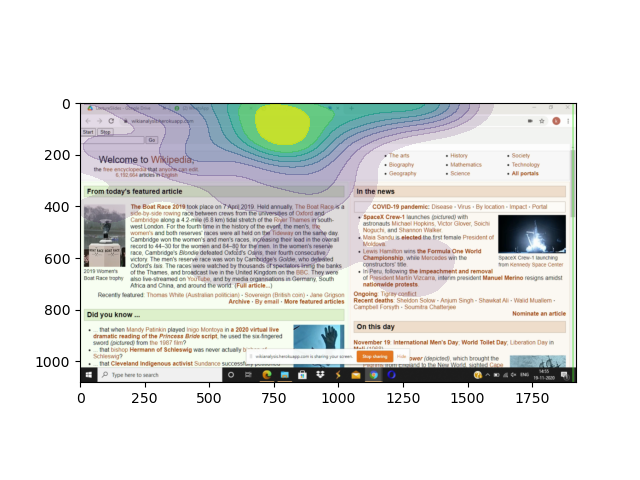 0
200
400
600
800
1000
0
250
500
750
1000
1250
1500
1750
wikianalysis.herokuapp.com
Start Stop
Go
Welcome to Wikipedia,
the free encyclopedia that anyone can edit
articles in English
The arts
Biography
Geography
History
Mathematics
Science
Society
Technology
All portals
From today's featured article
The Boat Race 2019 took place on 7 April 2019. Held annually, The Boat Race is a
side-by-side rowing race between crews from the universities of Oxford and
Cambridge along a 4.2-mile (6.8 km) tidal stretch of the River Thames in south-
west London. For the fourth time in the history of the event, the men's, the
women's and both reserves' races were all held on the Tideway on the same day.
Cambridge won the women's and men's races, increasing their lead in the overall
record to 44–30 for the women and 84–80 for the men. In the women's reserve
race, Cambridge's Blondie defeated Oxford's Osiris, their fourth consecutive
victory. The men's reserve race was won by Cambridge's Goldie, who defeated
Oxford's Isis. The races were watched by thousands of spectators lining the banks
of the Thames, and broadcast live in the United Kingdom on the BBC. They were
also live-streamed on YouTube, and by media organisations in Germany, South
Africa and China, and around the world. (Full article...)
2019 Women's
Boat Race trophy
Recently featured: Thomas White (Australian politician) · Sovereign (British coin) · Jane Grigson
Archive · By email · More featured articles
Did you know ...
... that when Mandy Patinkin played Inigo Montoya in a 2020 virtual live
dramatic reading of the Princess Bride script, he used the six-fingered
sword (pictured) from the 1987 film?
... that bishop Hermann of Schleswig was never actually
Schleswig?
... that Cleveland Indigenous activist Sundance
In the news
COVID-19 pandemic: Disease · Virus · By location · Impact · Portal
SpaceX Crew-1 launches (pictured) with
astronauts Michael Hopkins, Victor Glover, Soichi
Noguchi, and Shannon Walker.
Maia Sandu is elected the first female President of
Moldova.
Lewis Hamilton wins the Formula One World
Championship, while Mercedes win the
constructors' title.
In Peru, following the impeachment and removal
of President Martín Vizcarra, interim president Manuel Merino resigns amidst
nationwide protests.
SpaceX Crew-1 launching
from Kennedy Space Center
Ongoing: Tigray conflict
Recent deaths: Sheldon Solow · Anjum Singh · Shawkat Ali · Walid Muallem ·
Campbell Forsyth · Soumitra Chatterjee
Nominate an article
On this day
November 19: International Men's Day; World Toilet Day; Liberation Day in
(depicted), which brought the
from England to the New World, sighted Cape
wikianalysis.herokuapp.com is sharing your screen.
Stop sharing
Hide
Type here to search
ENG
14:55
19-11-2020